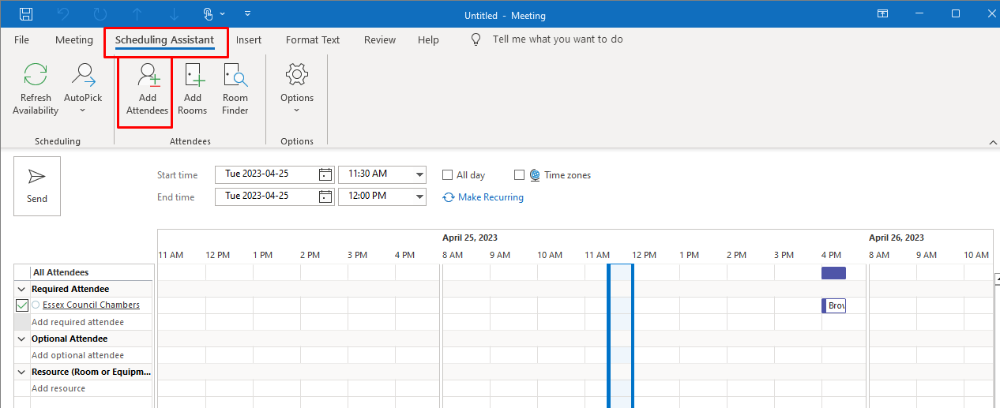 Untitled - Meeting
File Meeting Scheduling Assistant Insert Format Text Review Help Tell me what you want to do
Refresh Availability
AutoPick
Add Attendees
Add Rooms
Room Finder
Options
Scheduling
Attendees
Options
Send
Start time Tue 2023-04-25 11:30 AM All day Time zones
End time Tue 2023-04-25 12:00 PM Make Recurring
April 25, 2023 April 26, 2023
11 AM 12 PM 1 PM 2 PM 3 PM 4 PM 8 AM 9 AM 10 AM 11 AM 12 PM 1 PM 2 PM 3 PM 4 PM 8 AM 9 AM 10 AM
All Attendees
Required Attendee
Essex Council Chambers
Add required attendee
Optional Attendee
Add optional attendee
Resource (Room or Equipm...
Add resource